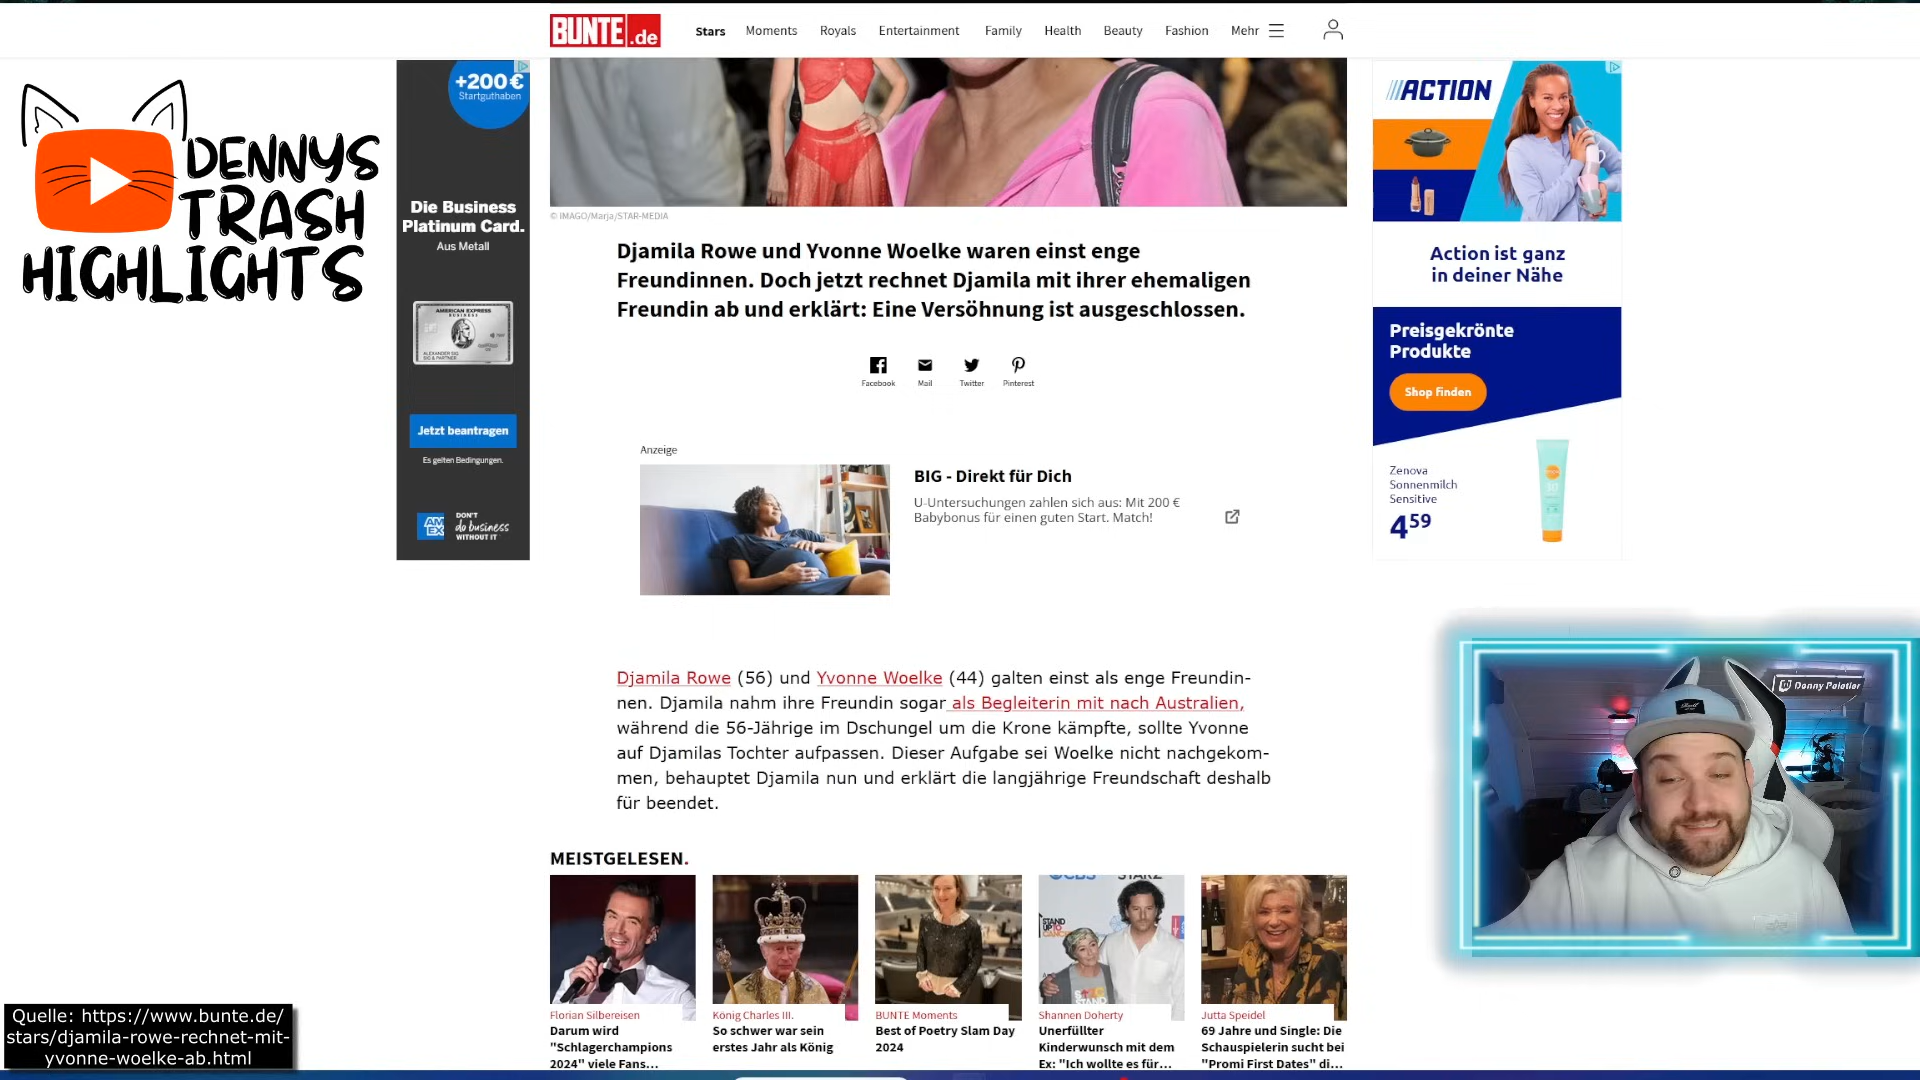 BUNTE.de
Stars Moments Royals Entertainment Family Health Beauty Fashion Mehr
DENNYS
TRASH
HIGHLIGHTS
+200 €
Startguthaben
Die Business
Platinum Card.
Aus Metall
AMERICAN EXPRESS
BUSINESS
Jetzt beantragen
Es gelten Bedingungen.
AM
EX
DON'T
do business
WITHOUT IT
© IMAGO/Marja/STAR-MEDIA
Djamila Rowe und Yvonne Woelke waren einst enge
Freundinnen. Doch jetzt rechnet Djamila mit ihrer ehemaligen
Freundin ab und erklärt: Eine Versöhnung ist ausgeschlossen.
Facebook Mail Twitter Pinterest
Anzeige
BIG - Direkt für Dich
U-Untersuchungen zahlen sich aus: Mit 200 €
Babybonus für einen guten Start. Match!
Djamila Rowe (56) und Yvonne Woelke (44) galten einst als enge Freundin-
nen. Djamila nahm ihre Freundin sogar als Begleiterin mit nach Australien,
während die 56-Jährige im Dschungel um die Krone kämpfte, sollte Yvonne
auf Djamilas Tochter aufpassen. Dieser Aufgabe sei Woelke nicht nachgekom-
men, behauptet Djamila nun und erklärt die langjährige Freundschaft deshalb
für beendet.
MEISTGELESEN.
Florian Silbereisen
Darum wird
"Schlagerchampions
2024" viele Fans...
König Charles III.
So schwer war sein
erstes Jahr als König
BUNTE Moments
Best of Poetry Slam Day
2024
STAND
UP TO
Shannen Doherty
Unerfüllter
Kinderwunsch mit dem
Ex: "Ich wollte es für...
Jutta Speidel
69 Jahre und Single: Die
Schauspielerin sucht bei
"Promi First Dates" di...
ACTION
Action ist ganz
in deiner Nähe
Preisgekrönte
Produkte
Shop finden
Zenova
Sonnenmilch
Sensitive
4 59
Quelle: https://www.bunte.de/
stars/djamila-rowe-rechnet-mit-
yvonne-woelke-ab.html